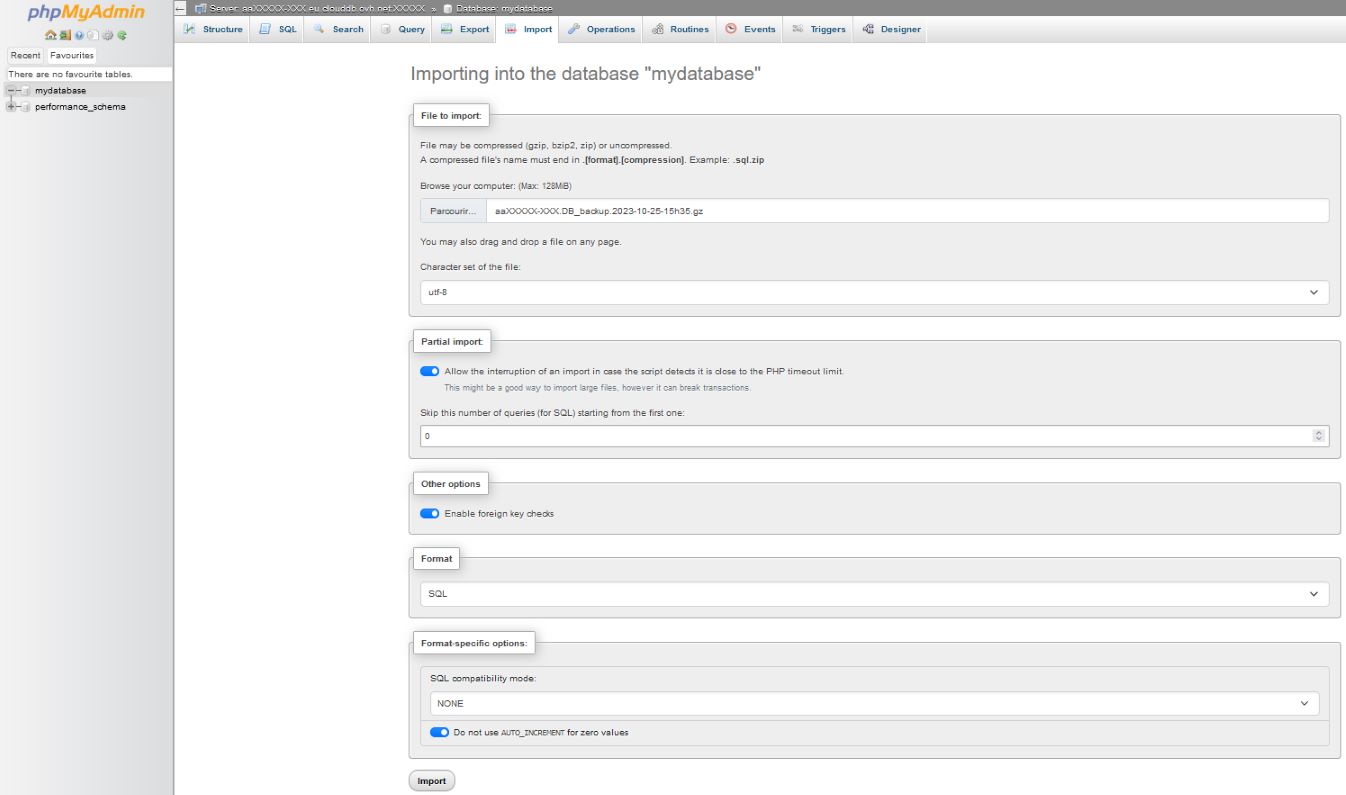 phpMyAdmin
Recent Favourites
There are no favourite tables.
mydatabase
performance_schema
Server: aaXXXXX-XXX.eu.clouddb.ovh.net:XXXXX » Database: mydatabase
Structure SQL Search Query Export Import Operations Routines Events Triggers Designer
Importing into the database "mydatabase"
File to import:
File may be compressed (gzip, bzip2, zip) or uncompressed.
A compressed file's name must end in .[format].[compression]. Example: .sql.zip
Browse your computer: (Max: 128MiB)
Parcourir... aaXXXXX-XXX.DB_backup.2023-10-25-15h35.gz
You may also drag and drop a file on any page.
Character set of the file:
utf-8
Partial import:
Allow the interruption of an import in case the script detects it is close to the PHP timeout limit.
This might be a good way to import large files, however it can break transactions.
Skip this number of queries (for SQL) starting from the first one:
0
Other options
Enable foreign key checks
Format
SQL
Format-specific options:
SQL compatibility mode:
NONE
Do not use AUTO_INCREMENT for zero values
Import